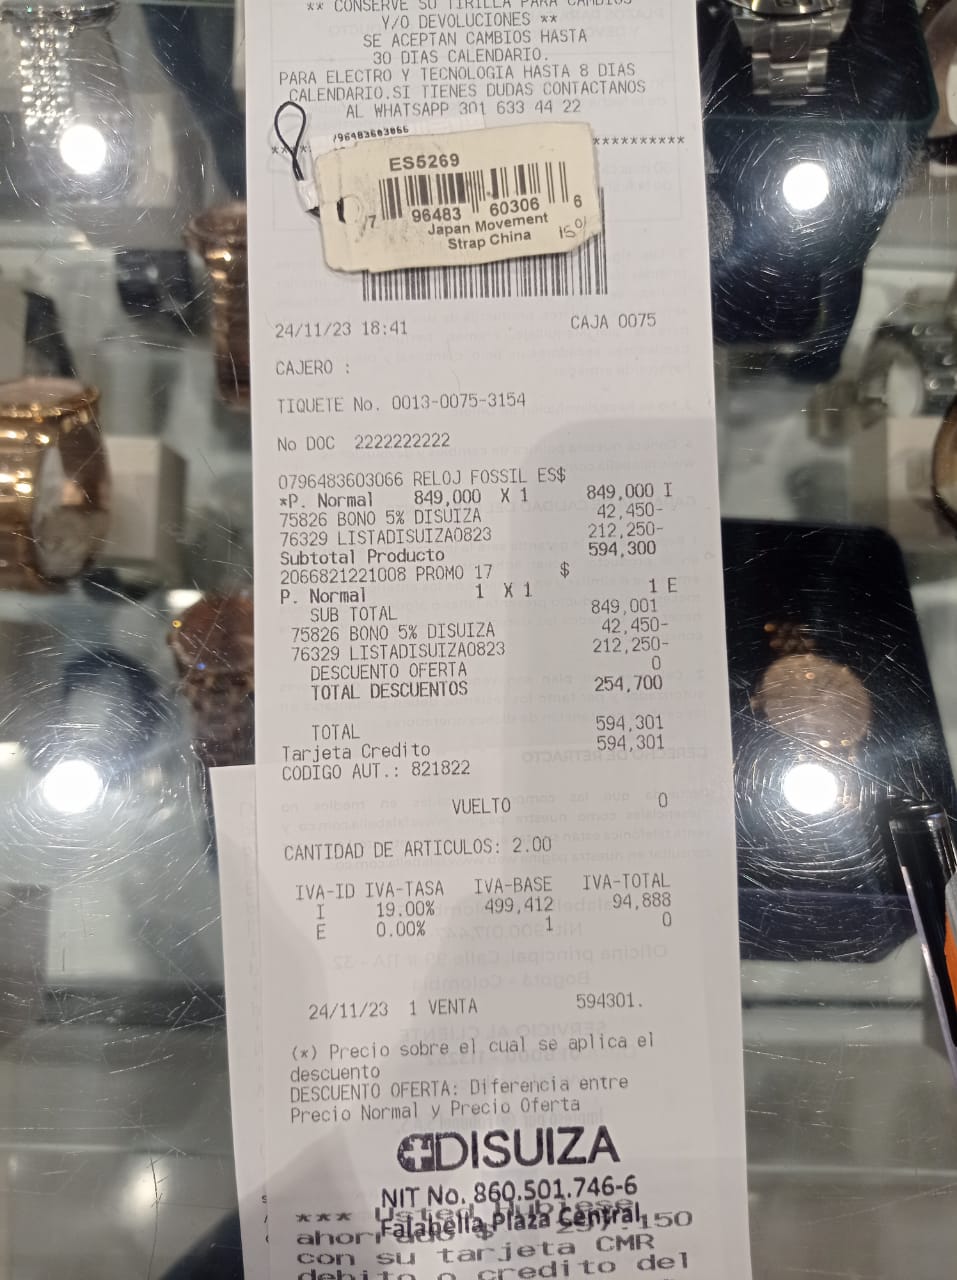 ** CONSERVE SU TIRILLA PARA CAMBIOS
Y/O DEVOLUCIONES **
SE ACEPTAN CAMBIOS HASTA
30 DIAS CALENDARIO.
PARA ELECTRO Y TECNOLOGIA HASTA 8 DIAS
CALENDARIO.SI TIENES DUDAS CONTACTANOS
AL WHATSAPP 301 633 44 22
796483603066
ES5269
7 96483 60306 6
Japan Movement
Strap China
150
24/11/23 18:41 CAJA 0075
CAJERO :
TIQUETE No. 0013-0075-3154
No DOC 2222222222
0796483603066 RELOJ FOSSIL ES$
*P. Normal 849,000 X 1 849,000 I
75826 BONO 5% DISUIZA 42,450-
76329 LISTADISUIZA0823 212,250-
Subtotal Producto 594,300
2066821221008 PROMO 17 $
P. Normal 1 X 1 1 E
SUB TOTAL 849,001
75826 BONO 5% DISUIZA 42,450-
76329 LISTADISUIZA0823 212,250-
DESCUENTO OFERTA 0
TOTAL DESCUENTOS 254,700
TOTAL 594,301
Tarjeta Credito 594,301
CODIGO AUT.: 821822
VUELTO 0
CANTIDAD DE ARTICULOS: 2.00
IVA-ID IVA-TASA IVA-BASE IVA-TOTAL
I 19.00% 499,412 94,888
E 0.00% 1 0
24/11/23 1 VENTA 594301.
(*) Precio sobre el cual se aplica el
descuento
DESCUENTO OFERTA: Diferencia entre
Precio Normal y Precio Oferta
DISUIZA
NIT No. 860.501.746-6
*** Usted hubiese
Falabella Plaza Central
150
con su tarjeta CMR
debito o credito del